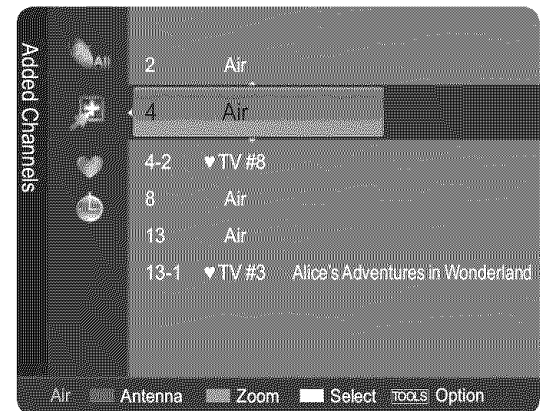 Added Channels
All
2 Air
4 Air
4-2 ♥ TV #8
8 Air
13 Air
13-1 ♥ TV #3 Alice's Adventures in Wonderland
Air Antenna Zoom Select TOOLS Option